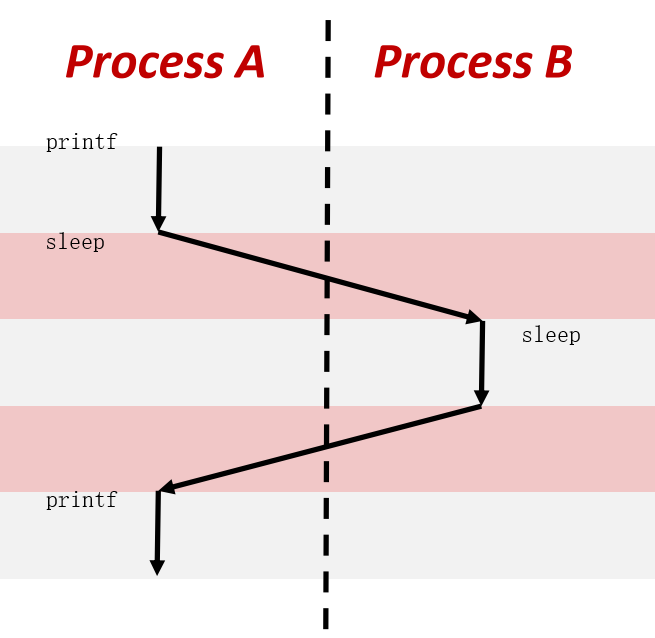 Process A
Process B
printf
sleep
sleep
printf